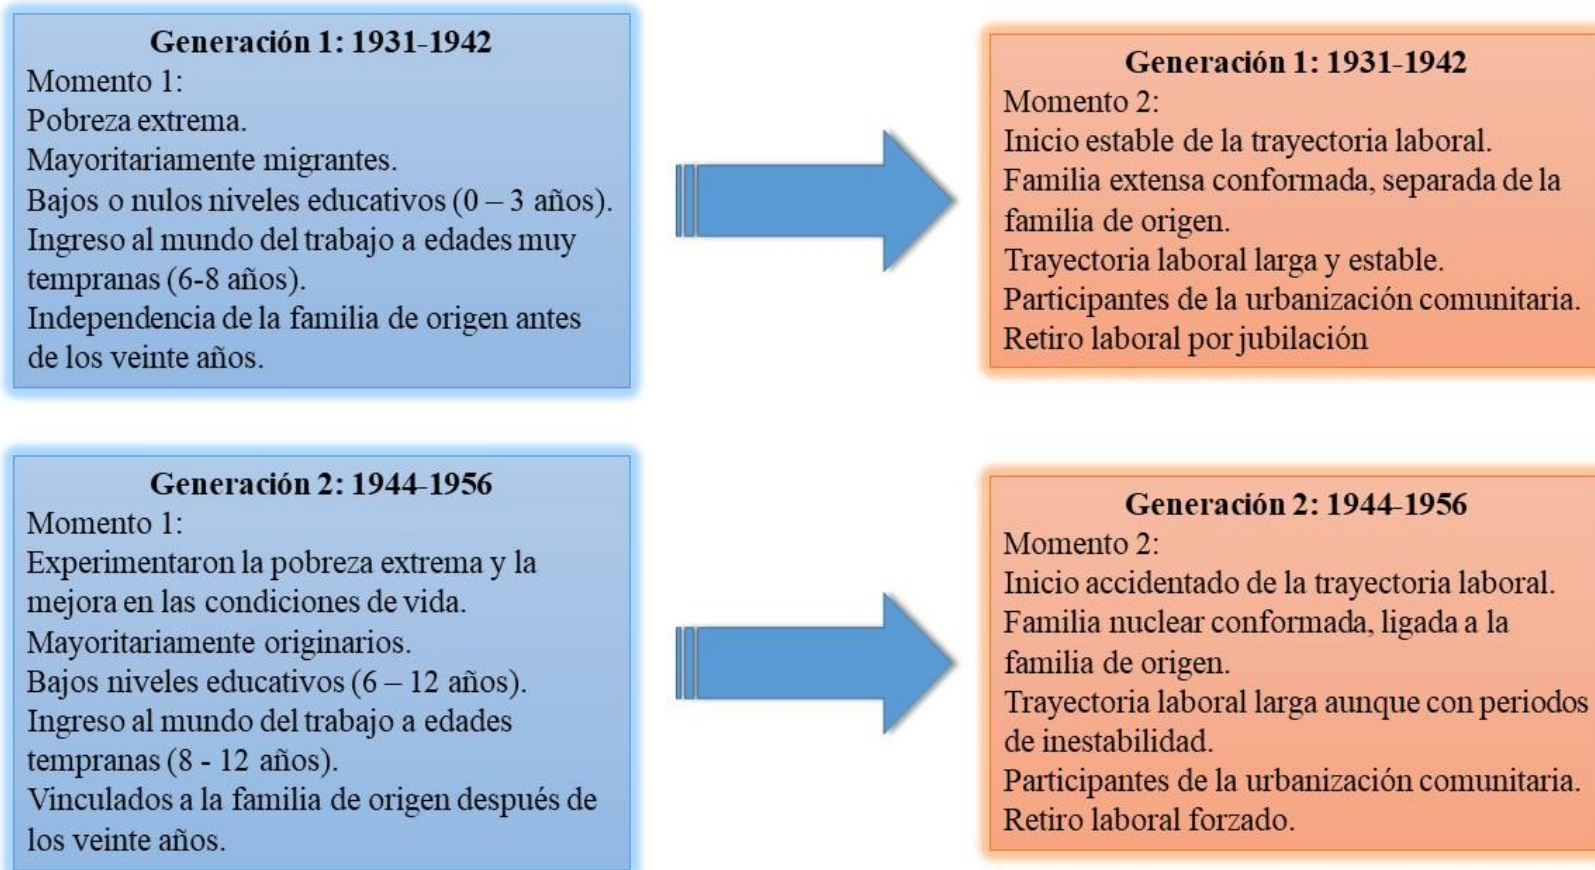 Generación 1: 1931-1942
Momento 1:
Pobreza extrema.
Mayoritariamente migrantes.
Bajos o nulos niveles educativos (0 – 3 años).
Ingreso al mundo del trabajo a edades muy
tempranas (6-8 años).
Independencia de la familia de origen antes
de los veinte años.
Generación 1: 1931-1942
Momento 2:
Inicio estable de la trayectoria laboral.
Familia extensa conformada, separada de la
familia de origen.
Trayectoria laboral larga y estable.
Participantes de la urbanización comunitaria.
Retiro laboral por jubilación
Generación 2: 1944-1956
Momento 1:
Experimentaron la pobreza extrema y la
mejora en las condiciones de vida.
Mayoritariamente originarios.
Bajos niveles educativos (6 – 12 años).
Ingreso al mundo del trabajo a edades
tempranas (8 - 12 años).
Vinculados a la familia de origen después de
los veinte años.
Generación 2: 1944-1956
Momento 2:
Inicio accidentado de la trayectoria laboral.
Familia nuclear conformada, ligada a la
familia de origen.
Trayectoria laboral larga aunque con periodos
de inestabilidad.
Participantes de la urbanización comunitaria.
Retiro laboral forzado.